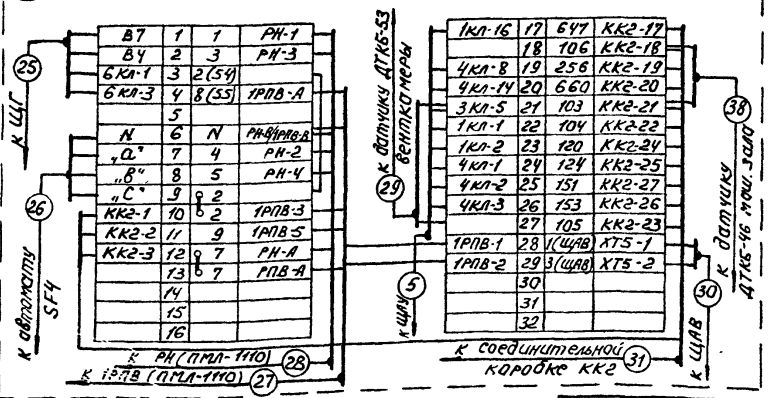 В7 1 1 РН-1
В4 2 3 РН-3
6КЛ-1 3 2(54)
6КЛ-3 4 8(55) 1РПВ-А
5
N 6 N РН-В/1РПВ-В
"а" 7 4 РН-2
"В" 8 5 РН-4
"С" 9 2
КК2-1 10 2 1РПВ-3
КК2-2 11 9 1РПВ-5
КК2-3 12 7 РН-А
13 7 РПВ-А
14
15
16
25
к ЩГ
26
к автомату
SF4
к РН (ПМЛ-1110) 28
к 1РПВ (ПМЛ-1110) 27
к датчику ДТКБ-53
венткамеры
29
1КЛ-16 17 647 КК2-17
18 106 КК2-18
4КЛ-8 19 256 КК2-19
4КЛ-14 20 660 КК2-20
3КЛ-5 21 103 КК2-21
1КЛ-1 22 104 КК2-22
1КЛ-2 23 120 КК2-24
4КЛ-1 24 124 КК2-25
4КЛ-2 25 151 КК2-27
4КЛ-3 26 153 КК2-26
27 105 КК2-23
1РПВ-1 28 1(ЩАВ) ХТ5-1
1РПВ-2 29 3(ЩАВ) ХТ5-2
30
31
32
5
к ЩАУ
38
к датчику
ДТКБ-46 маш. зала
30
к ЩАВ
к соединительной
коробке КК2
31